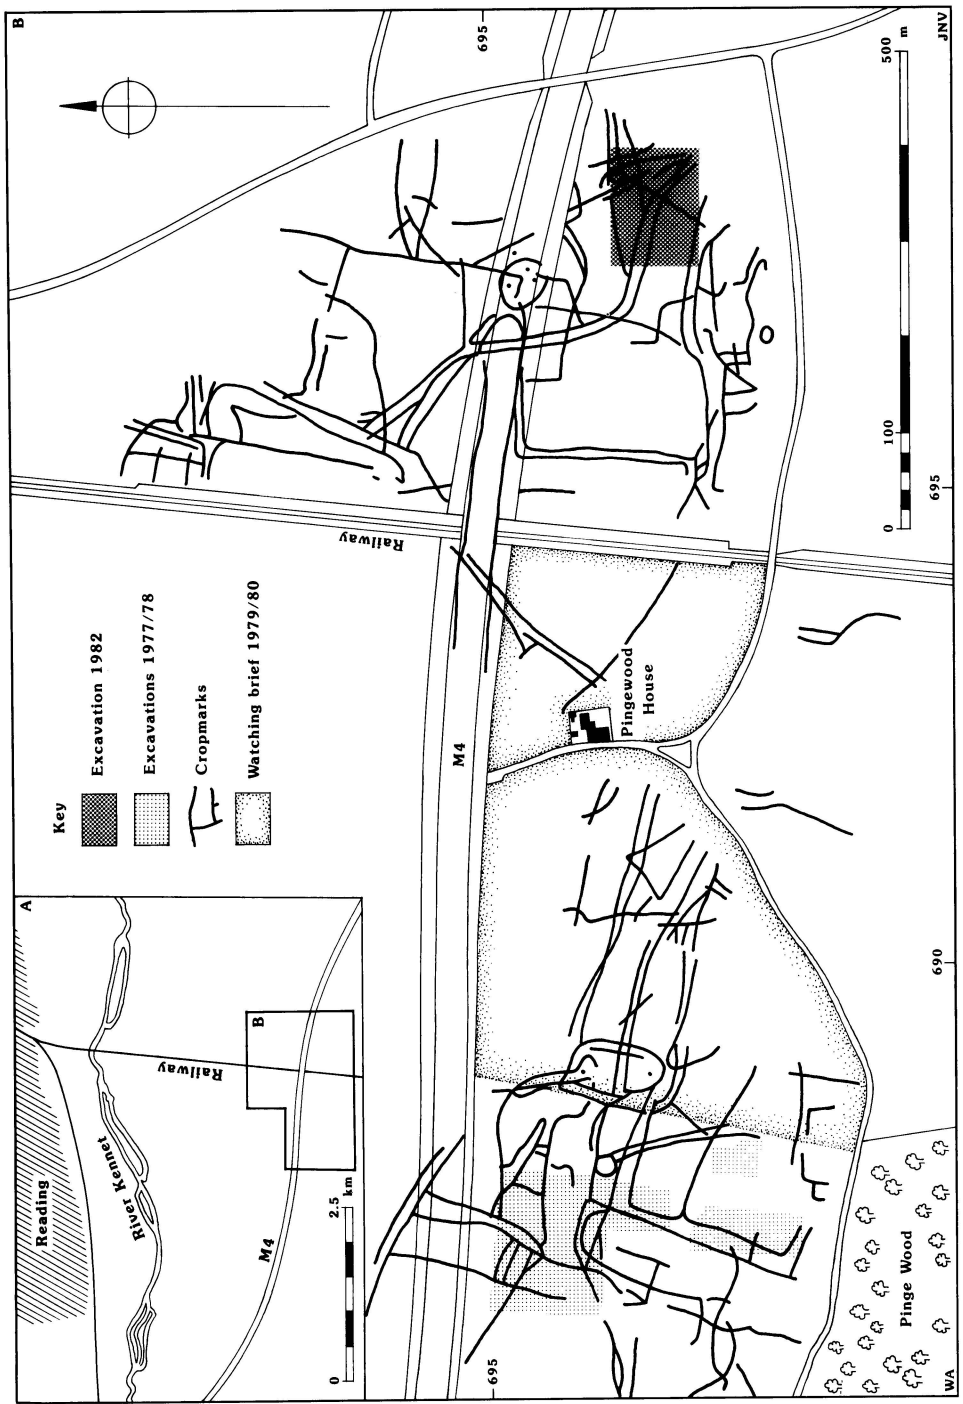 A
Reading
River Kennet
Railway
M4
B
0
2.5
km
Key
Excavation 1982
Excavations 1977/78
Cropmarks
Watching brief 1979/80
B
695
Railway
M4
Pingewood
House
Pinge Wood
695
690
695
0
100
500
m
WA
JNV